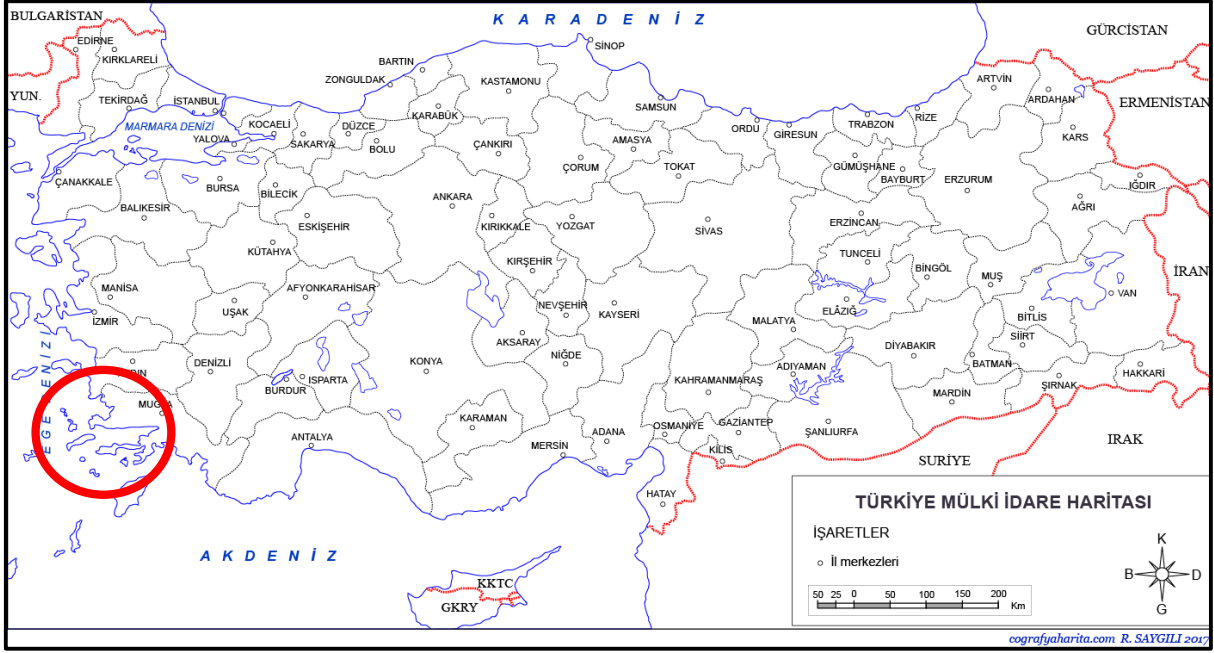 BULGARİSTAN
K A R A D E N İ Z
GÜRCİSTAN
EDİRNE
KIRKLARELİ
SİNOP
BARTIN
ZONGULDAK
KASTAMONU
ARTVİN
YUN.
TEKİRDAĞ
İSTANBUL
KARABÜK
SAMSUN
ARDAHAN
ERMENİSTAN
MARMARA DENİZİ
KOCAELİ
DÜZCE
ORDU
GİRESUN
TRABZON
RİZE
YALOVA
SAKARYA
BOLU
ÇANKIRI
AMASYA
KARS
ÇORUM
TOKAT
GÜMÜŞHANE
BAYBURT
ÇANAKKALE
BURSA
BİLECİK
ERZURUM
IĞDIR
BALIKESİR
ANKARA
AĞRI
ESKİŞEHİR
KIRIKKALE
YOZGAT
SİVAS
ERZİNCAN
KÜTAHYA
TUNCELİ
KIRŞEHİR
BİNGÖL
MUŞ
İRAN
MANİSA
AFYONKARAHİSAR
VAN
UŞAK
NEVŞEHİR
KAYSERİ
ELÂZIĞ
BİTLİS
İZMİR
MALATYA
AKSARAY
SİİRT
DİYABAKIR
DENİZLİ
KONYA
NİĞDE
ADIYAMAN
BATMAN
HAKKARİ
BURDUR
ISPARTA
KAHRAMANMARAŞ
ŞIRNAK
MARDİN
EGE DENİZİ
KARAMAN
OSMANİYE
GAZİANTEP
ŞANLIURFA
ANTALYA
MERSİN
ADANA
IRAK
KİLİS
SURİYE
HATAY
TÜRKİYE MÜLKİ İDARE HARİTASI
İŞARETLER
İl merkezleri
A K D E N İ Z
KKTC
GKRY
K
B D
G
50 25 0 50 100 150 200
Km
cografyaharita.com R. SAYGILI 2017